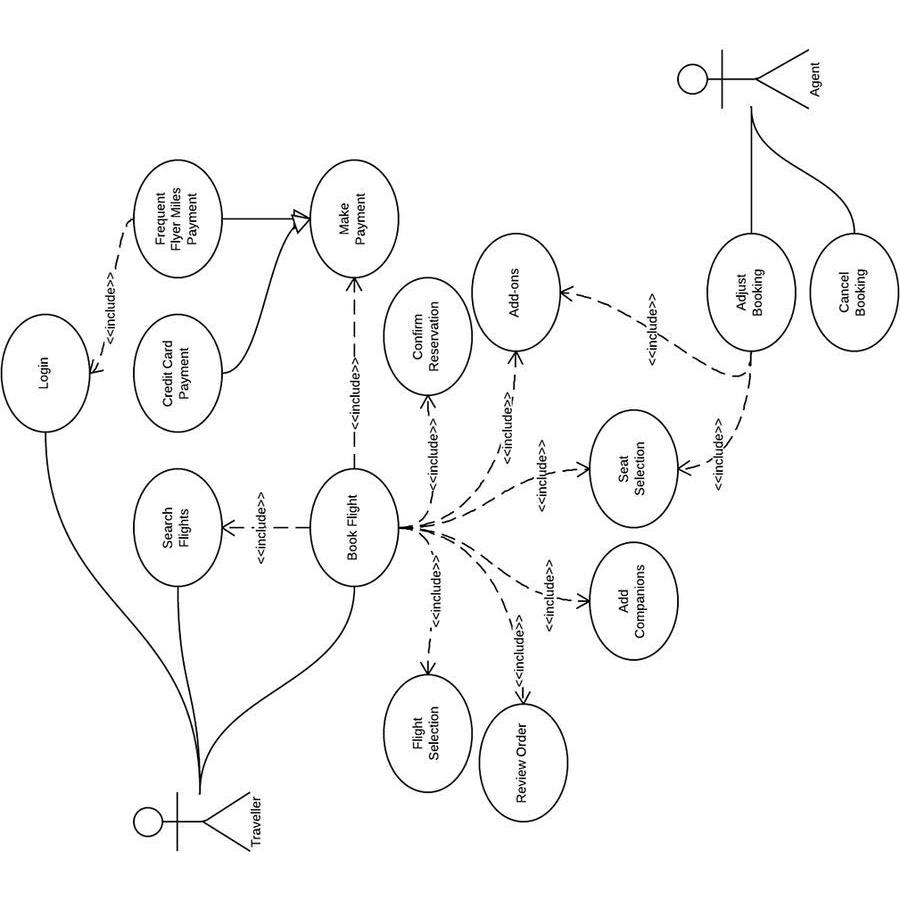 Login
<<include>>
Frequent
Flyer Miles
Payment
Credit Card
Payment
Search
Flights
Traveller
<<include>>
Make
Payment
<<include>>
Book Flight
Confirm
Reservation
<<include>>
<<include>>
Flight
Selection
Add-ons
<<include>>
<<include>>
<<include>>
<<include>>
Review Order
<<include>>
Seat
Selection
Add
Companions
<<include>>
Agent
Adjust
Booking
Cancel
Booking